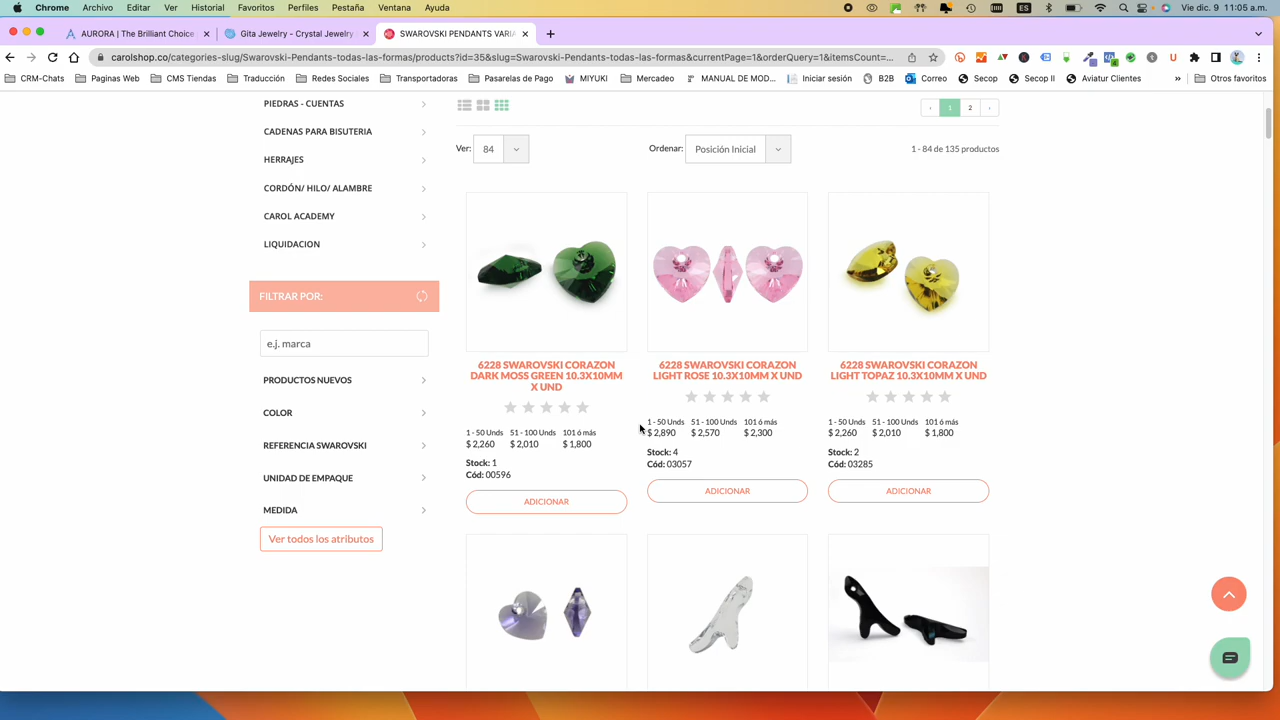 Chrome Archivo Editar Ver Historial Favoritos Perfiles Pestaña Ventana Ayuda
ES Vie. dic. 9 11:05 a.m.
AURORA | The Brilliant Choice
Gita Jewelry - Crystal Jewelry
SWAROVSKI PENDANTS VARIA
carolshop.co/categories-slug/Swarovski-Pendants-todas-las-formas/products?id=35&slug=Swarovski-Pendants-todas-las-formas&currentPage=1&orderQuery=1&itemsCount=...
CRM-Chats Paginas Web CMS Tiendas Traducción Redes Sociales Transportadoras Pasarelas de Pago MIYUKI Mercadeo MANUAL DE MOD... Iniciar sesión B2B Correo Secop Secop II Aviatur Clientes » Otros favoritos
PIEDRAS - CUENTAS
CADENAS PARA BISUTERIA
HERRAJES
CORDÓN/ HILO/ ALAMBRE
CAROL ACADEMY
LIQUIDACION
FILTRAR POR:
e.j. marca
PRODUCTOS NUEVOS
COLOR
REFERENCIA SWAROVSKI
UNIDAD DE EMPAQUE
MEDIDA
Ver todos los atributos
‹ 1 2 ›
Ver: 84
Ordenar: Posición Inicial
1 - 84 de 135 productos
6228 SWAROVSKI CORAZON
DARK MOSS GREEN 10.3X10MM
X UND
1 - 50 Unds 51 - 100 Unds 101 ó más
$ 2,260 $ 2,010 $ 1,800
Stock: 1
Cód: 00596
ADICIONAR
6228 SWAROVSKI CORAZON
LIGHT ROSE 10.3X10MM X UND
1 - 50 Unds 51 - 100 Unds 101 ó más
$ 2,890 $ 2,570 $ 2,300
Stock: 4
Cód: 03057
ADICIONAR
6228 SWAROVSKI CORAZON
LIGHT TOPAZ 10.3X10MM X UND
1 - 50 Unds 51 - 100 Unds 101 ó más
$ 2,260 $ 2,010 $ 1,800
Stock: 2
Cód: 03285
ADICIONAR